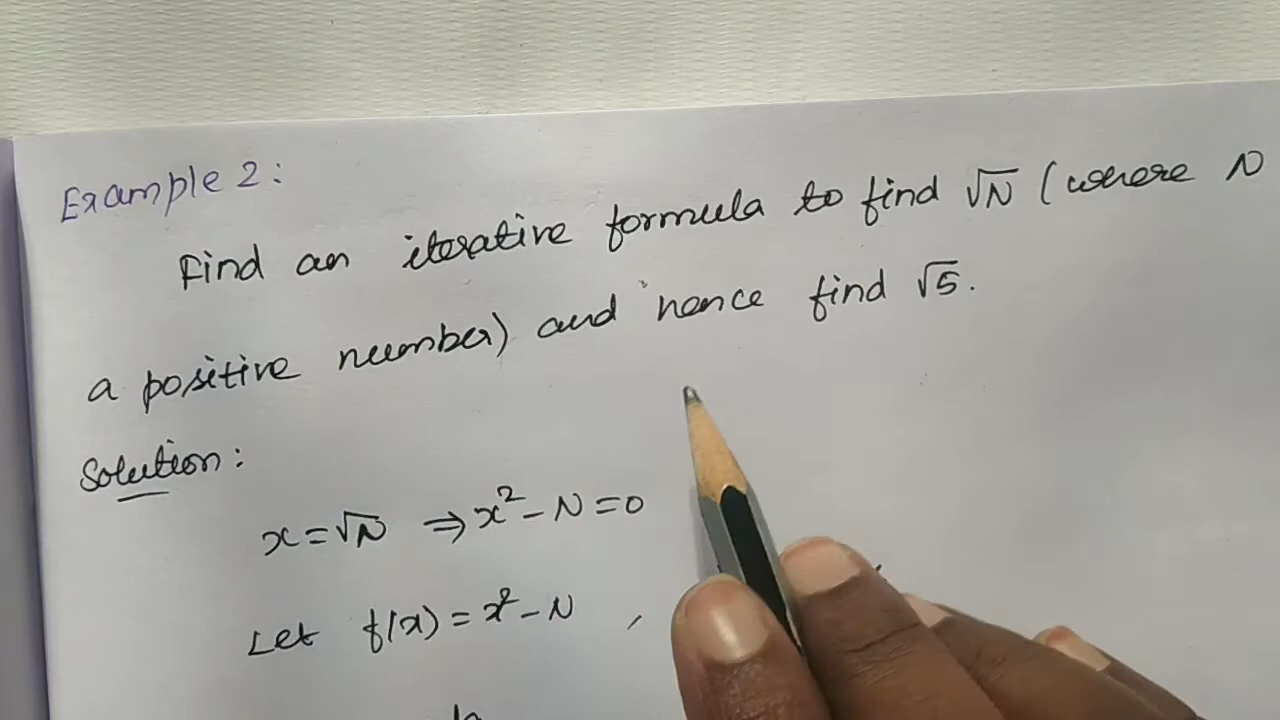 Example 2:
Find an iterative formula to find √N (where N
a positive number) and hence find √5.
Solution:
x = √N ⇒ x² - N = 0
Let f(x) = x² - N ,